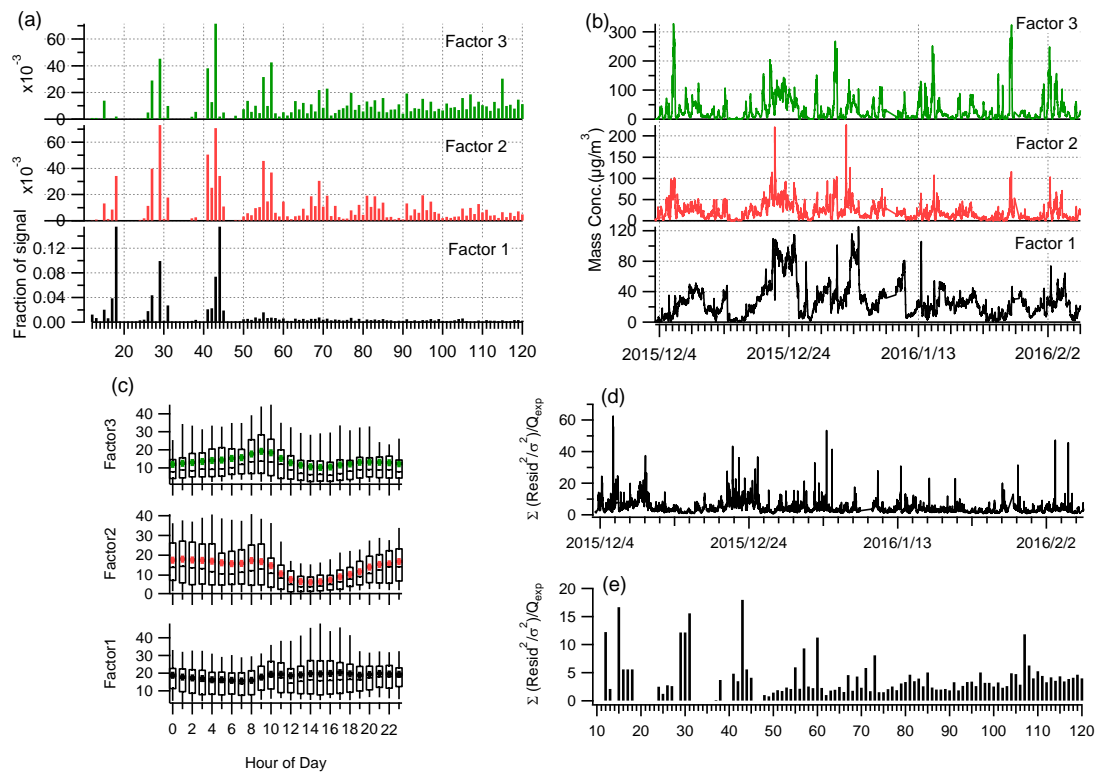 (a)
Factor 3
60
40
20
0
x10⁻³
Factor 2
60
40
20
0
x10⁻³
Factor 1
0.12
0.08
0.04
0.00
Fraction of signal
20 30 40 50 60 70 80 90 100 110 120
(b)
Factor 3
300
200
100
0
Factor 2
200
150
100
50
0
Factor 1
120
80
40
0
Mass Conc.(µg/m³)
2015/12/4 2015/12/24 2016/1/13 2016/2/2
(c)
40
30
20
10
Factor3
40
30
20
10
0
Factor2
40
30
20
10
Factor1
0 2 4 6 8 10 12 14 16 18 20 22
Hour of Day
(d)
60
40
20
0
Σ (Resid²/σ²)/Q_exp
2015/12/4 2015/12/24 2016/1/13 2016/2/2
(e)
20
15
10
5
0
Σ (Resid²/σ²)/Q_exp
10 20 30 40 50 60 70 80 90 100 110 120